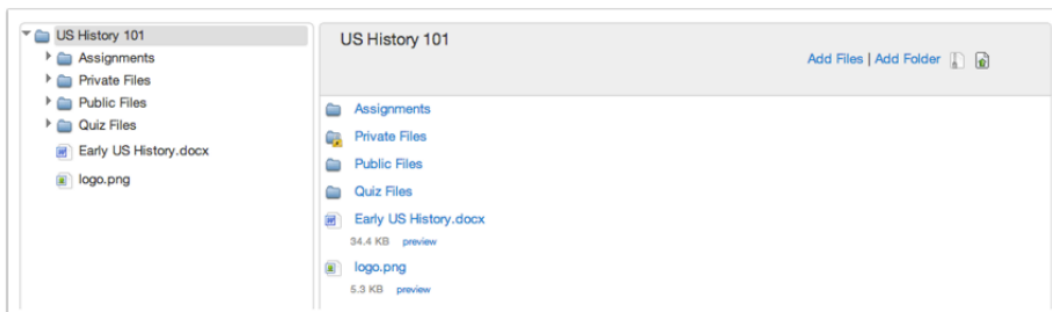 US History 101
Assignments
Private Files
Public Files
Quiz Files
Early US History.docx
logo.png
US History 101
Add Files | Add Folder
Assignments
Private Files
Public Files
Quiz Files
Early US History.docx
34.4 KB preview
logo.png
5.3 KB preview